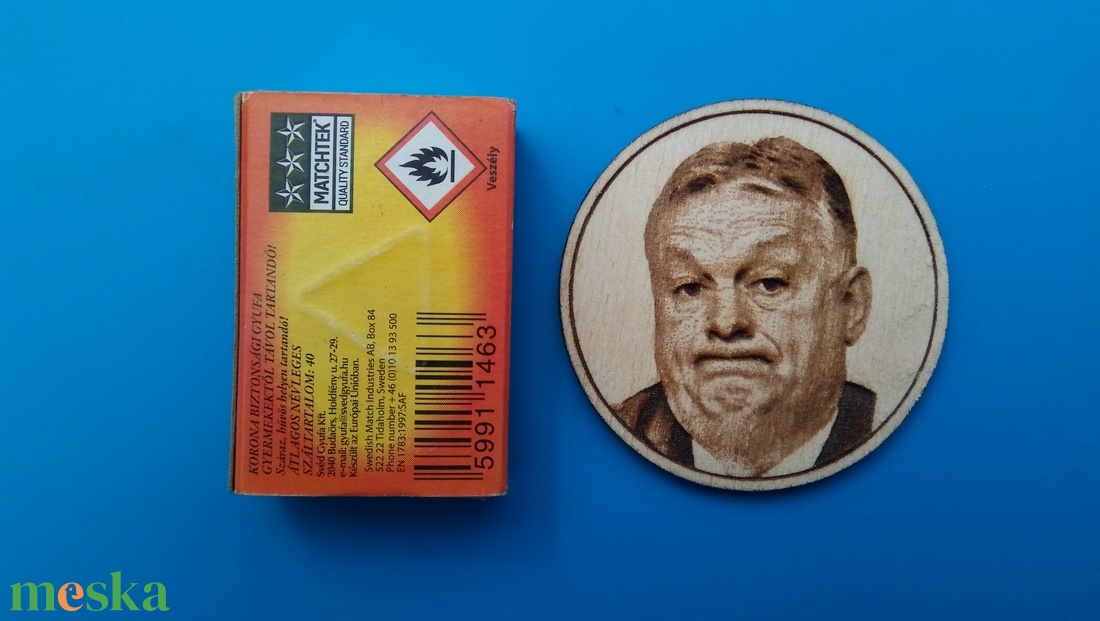 MATCHTEK®
QUALITY STANDARD
Veszély
KORONA BIZTONSÁGI GYUFA
GYERMEKEKTŐL TÁVOL TARTANDÓ!
Száraz, hűvös helyen tartandó!
ÁTLAGOS NÉVLEGES
SZÁLTARTALOM: 40
Svéd Gyufa Kft.
2040 Budaörs, Holdfény u. 27-29.
e-mail: gyufa@svedgyufa.hu
Készült az Európai Unióban.
Swedish Match Industries AB, Box 84
522 22 Tidaholm, Sweden
Phone number + 46 (0)10 13 93 500
EN 1783:1997:SAF
5991 1463
meska